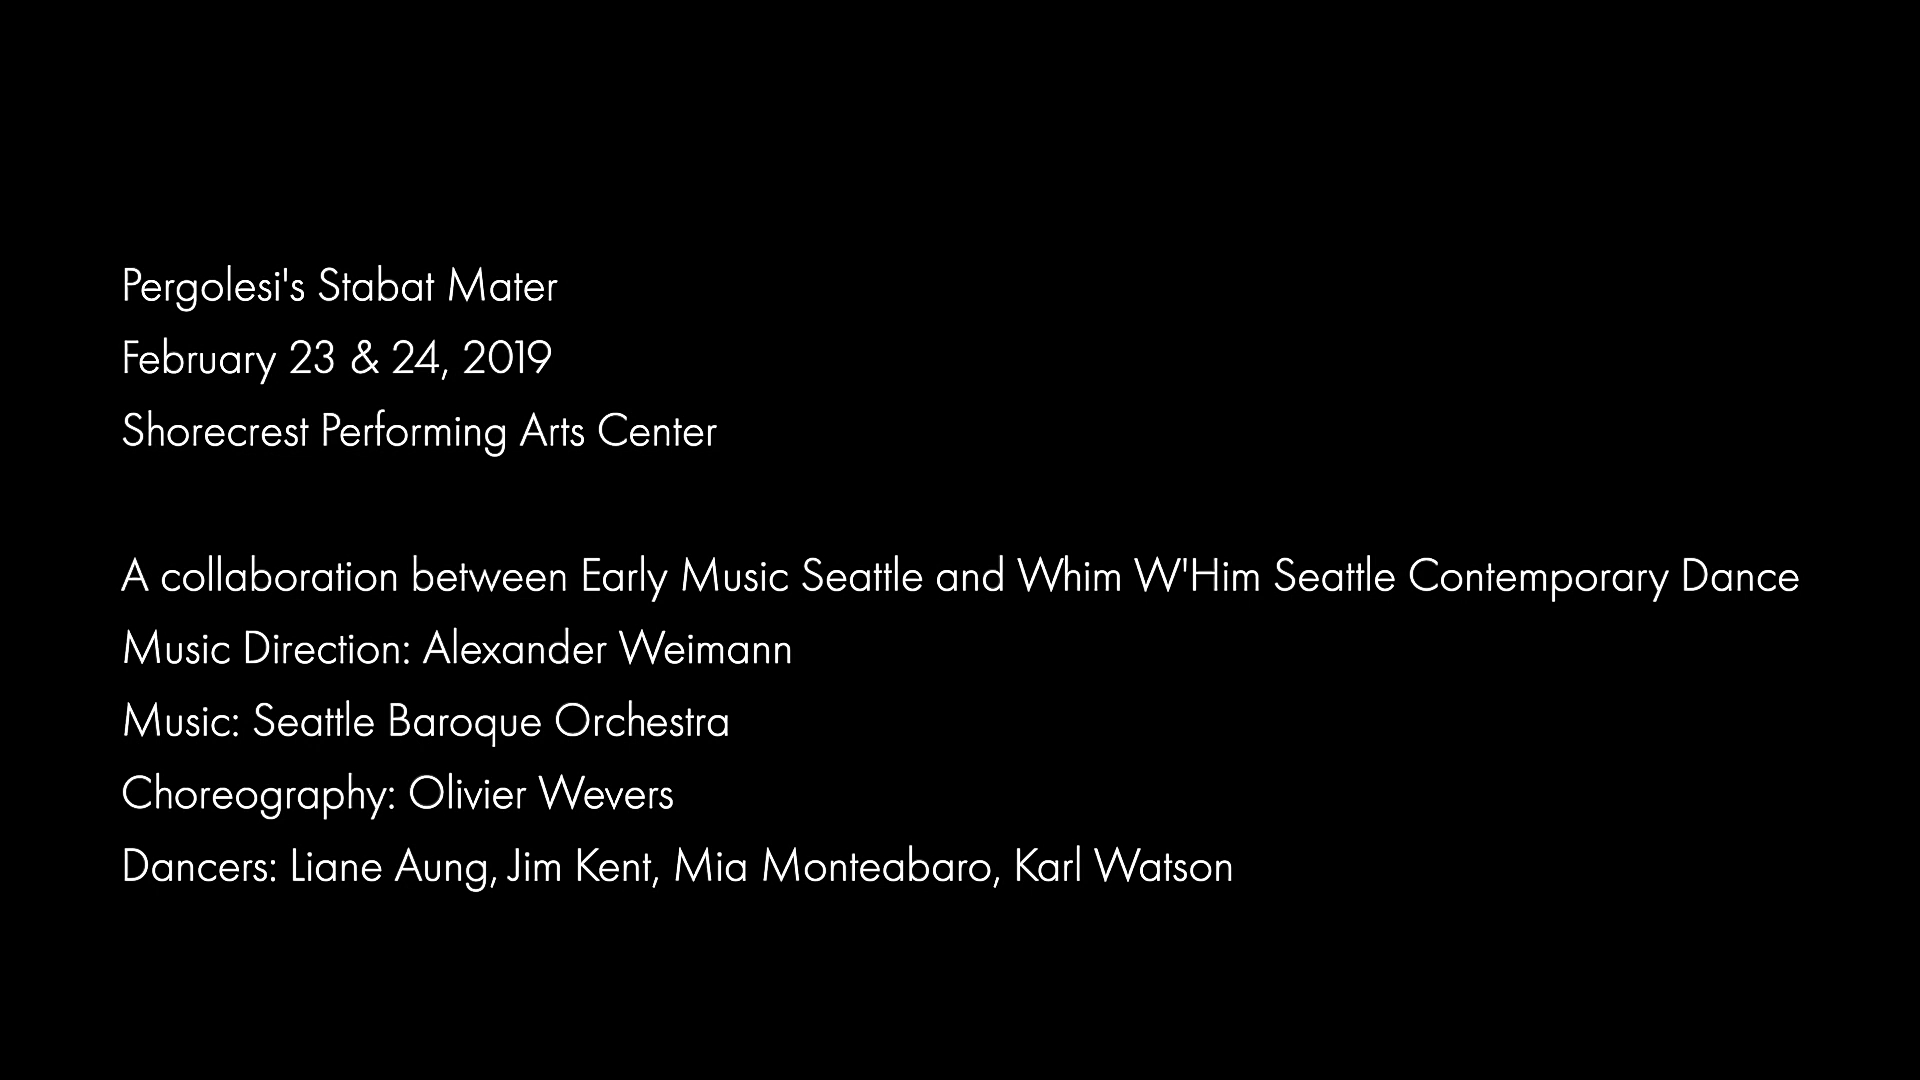 Pergolesi's Stabat Mater
February 23 & 24, 2019
Shorecrest Performing Arts Center
A collaboration between Early Music Seattle and Whim W'Him Seattle Contemporary Dance
Music Direction: Alexander Weimann
Music: Seattle Baroque Orchestra
Choreography: Olivier Wevers
Dancers: Liane Aung, Jim Kent, Mia Monteabaro, Karl Watson